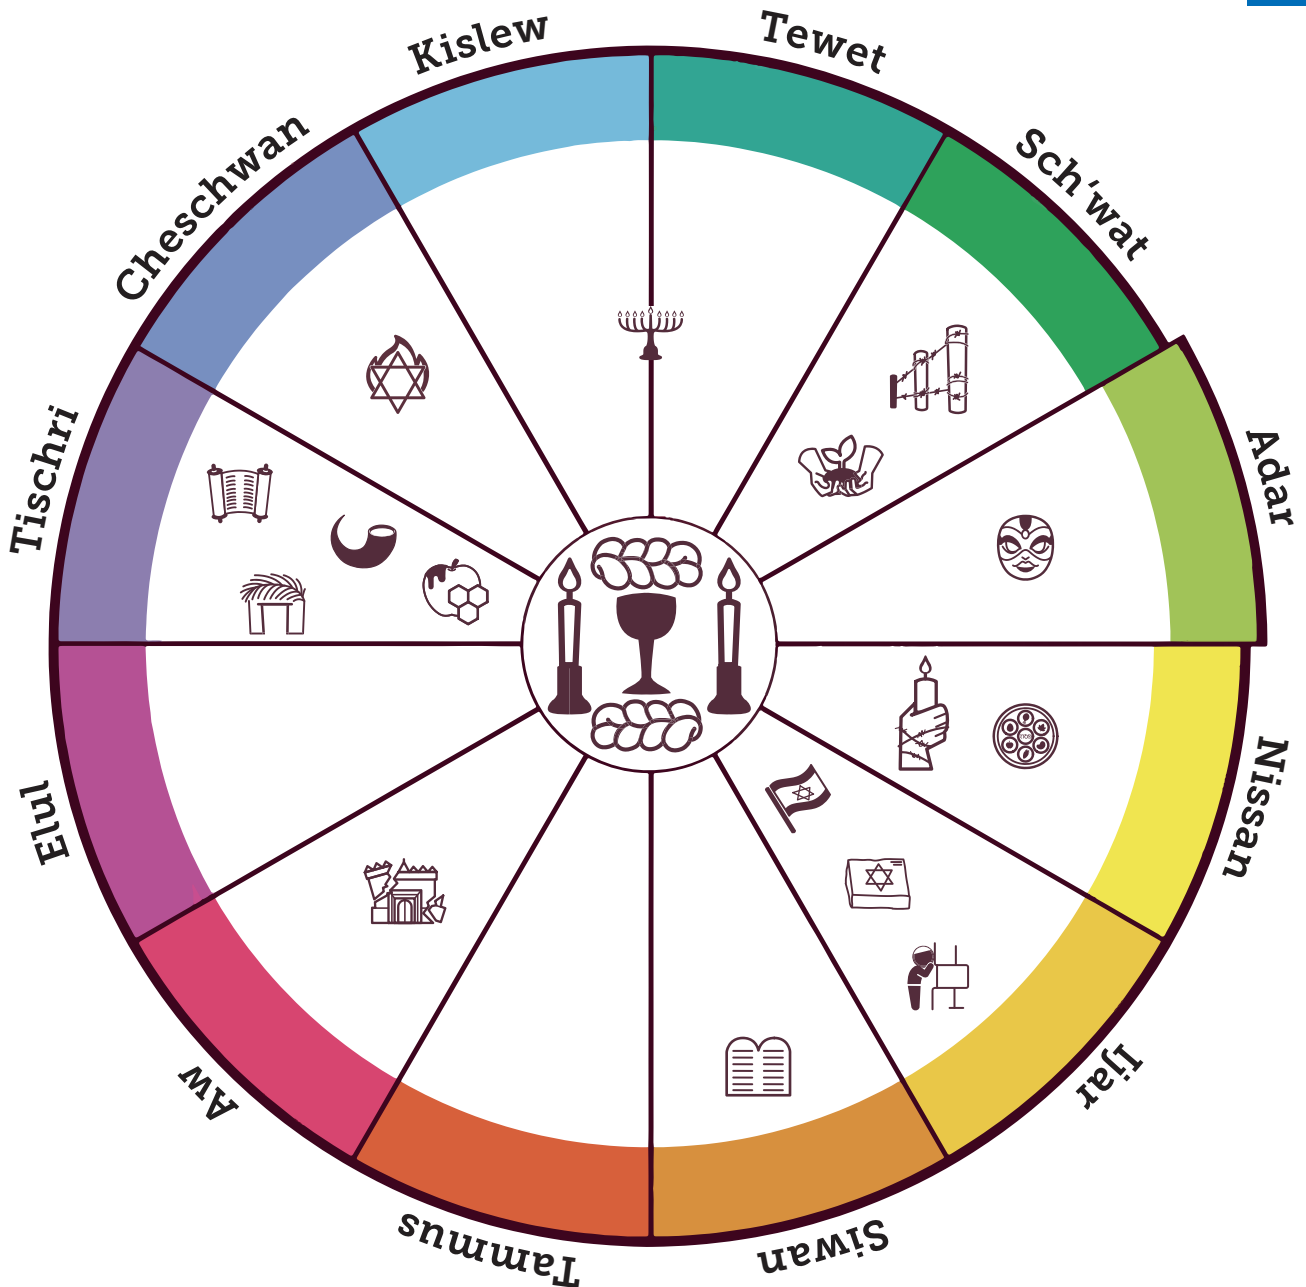 Tewet
Sch'wat
Adar
Nissan
Ijar
Siwan
Tammus
Aw
Elul
Tischri
Cheschwan
Kislew